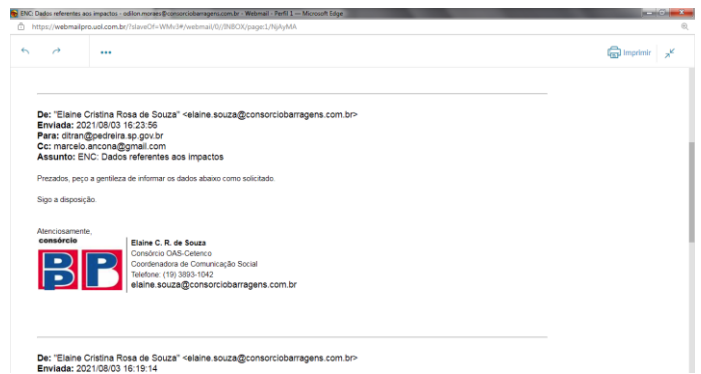 ENC: Dados referentes aos impactos - odilon.moraes@consorciobarragens.com.br - Webmail - Perfil 1 — Microsoft Edge
https://webmailpro.uol.com.br/?slaveOf=WMv3#/webmail/0//INBOX/page:1/NjAyMA
Imprimir
De: "Elaine Cristina Rosa de Souza" <elaine.souza@consorciobarragens.com.br>
Enviada: 2021/08/03 16:23:56
Para: ditran@pedreira.sp.gov.br
Cc: marcelo.ancona@gmail.com
Assunto: ENC: Dados referentes aos impactos
Prezados, peço a gentileza de informar os dados abaixo como solicitado.
Sigo a disposição.
Atenciosamente,
consórcio
BP
BP
Elaine C. R. de Souza
Consórcio OAS-Cetenco
Coordenadora de Comunicação Social
Telefone: (19) 3893-1042
elaine.souza@consorciobarragens.com.br
De: "Elaine Cristina Rosa de Souza" <elaine.souza@consorciobarragens.com.br>
Enviada: 2021/08/03 16:19:14